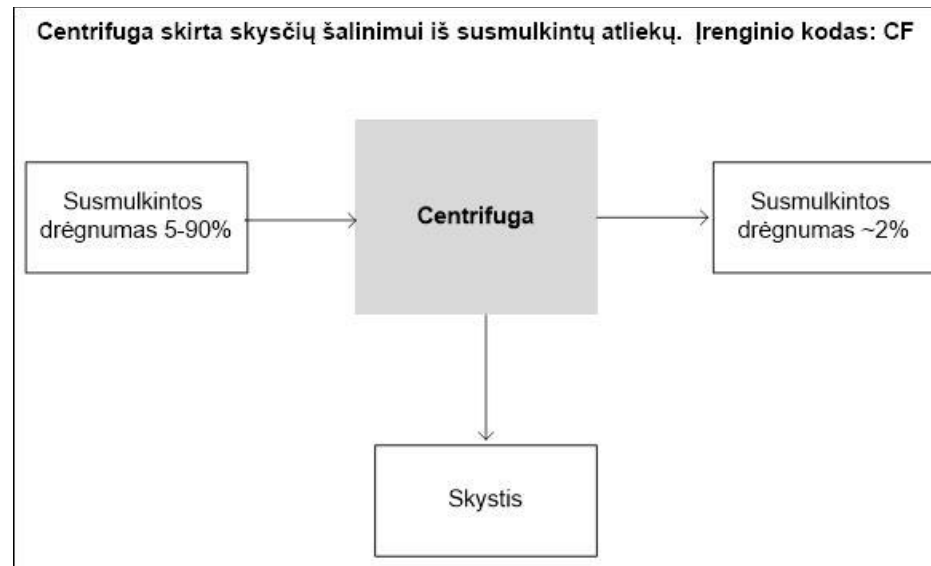 Centrifuga skirta skysčių šalinimui iš susmulkintų atliekų. Įrenginio kodas: CF
Susmulkintos
drėgnumas 5-90%
Centrifuga
Susmulkintos
drėgnumas ~2%
Skystis